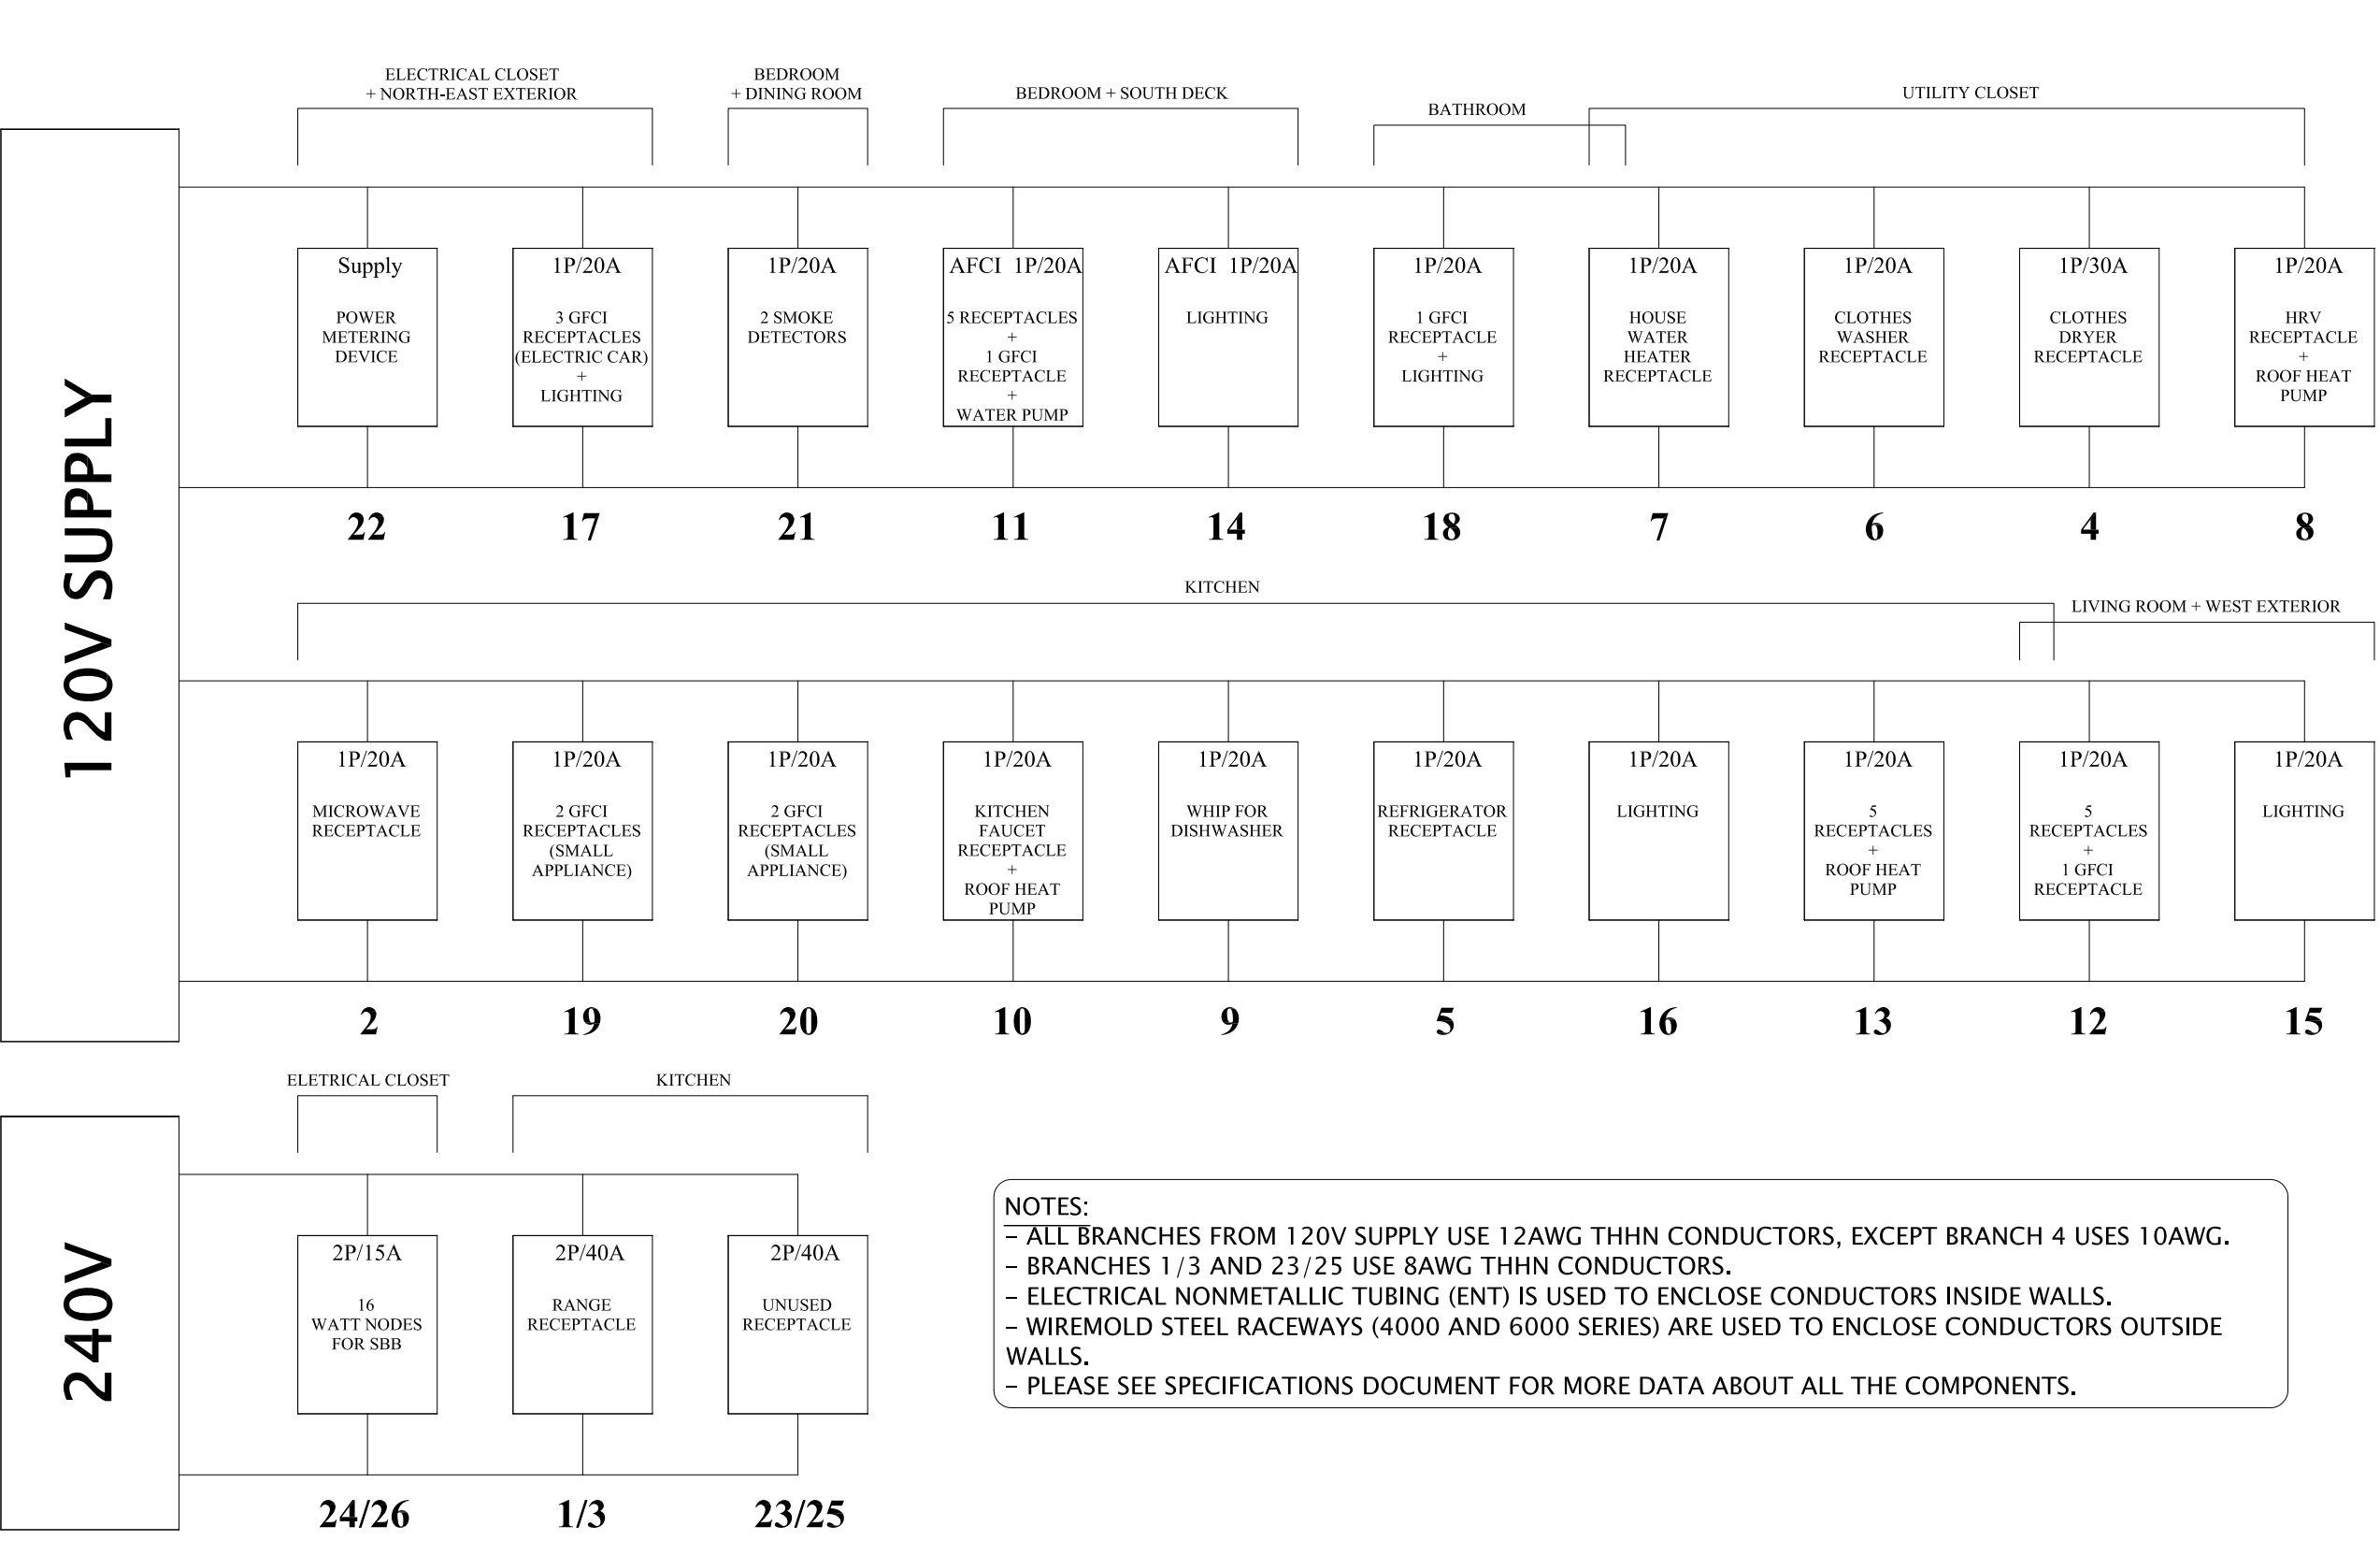 120V SUPPLY
ELECTRICAL CLOSET
+ NORTH-EAST EXTERIOR
BEDROOM
+ DINING ROOM
BEDROOM + SOUTH DECK
BATHROOM
UTILITY CLOSET
Supply
POWER
METERING
DEVICE
22
1P/20A
3 GFCI
RECEPTACLES
(ELECTRIC CAR)
+
LIGHTING
17
1P/20A
2 SMOKE
DETECTORS
21
AFCI 1P/20A
5 RECEPTACLES
+
1 GFCI
RECEPTACLE
+
WATER PUMP
11
AFCI 1P/20A
LIGHTING
14
1P/20A
1 GFCI
RECEPTACLE
+
LIGHTING
18
1P/20A
HOUSE
WATER
HEATER
RECEPTACLE
7
1P/20A
CLOTHES
WASHER
RECEPTACLE
6
1P/30A
CLOTHES
DRYER
RECEPTACLE
4
1P/20A
HRV
RECEPTACLE
+
ROOF HEAT
PUMP
8
KITCHEN
LIVING ROOM + WEST EXTERIOR
1P/20A
MICROWAVE
RECEPTACLE
2
1P/20A
2 GFCI
RECEPTACLES
(SMALL
APPLIANCE)
19
1P/20A
2 GFCI
RECEPTACLES
(SMALL
APPLIANCE)
20
1P/20A
KITCHEN
FAUCET
RECEPTACLE
+
ROOF HEAT
PUMP
10
1P/20A
WHIP FOR
DISHWASHER
9
1P/20A
REFRIGERATOR
RECEPTACLE
5
1P/20A
LIGHTING
16
1P/20A
5
RECEPTACLES
+
ROOF HEAT
PUMP
13
1P/20A
5
RECEPTACLES
+
1 GFCI
RECEPTACLE
12
1P/20A
LIGHTING
15
240V
ELETRICAL CLOSET
KITCHEN
2P/15A
16
WATT NODES
FOR SBB
24/26
2P/40A
RANGE
RECEPTACLE
1/3
2P/40A
UNUSED
RECEPTACLE
23/25
NOTES:
– ALL BRANCHES FROM 120V SUPPLY USE 12AWG THHN CONDUCTORS, EXCEPT BRANCH 4 USES 10AWG.
– BRANCHES 1/3 AND 23/25 USE 8AWG THHN CONDUCTORS.
– ELECTRICAL NONMETALLIC TUBING (ENT) IS USED TO ENCLOSE CONDUCTORS INSIDE WALLS.
– WIREMOLD STEEL RACEWAYS (4000 AND 6000 SERIES) ARE USED TO ENCLOSE CONDUCTORS OUTSIDE
WALLS.
– PLEASE SEE SPECIFICATIONS DOCUMENT FOR MORE DATA ABOUT ALL THE COMPONENTS.